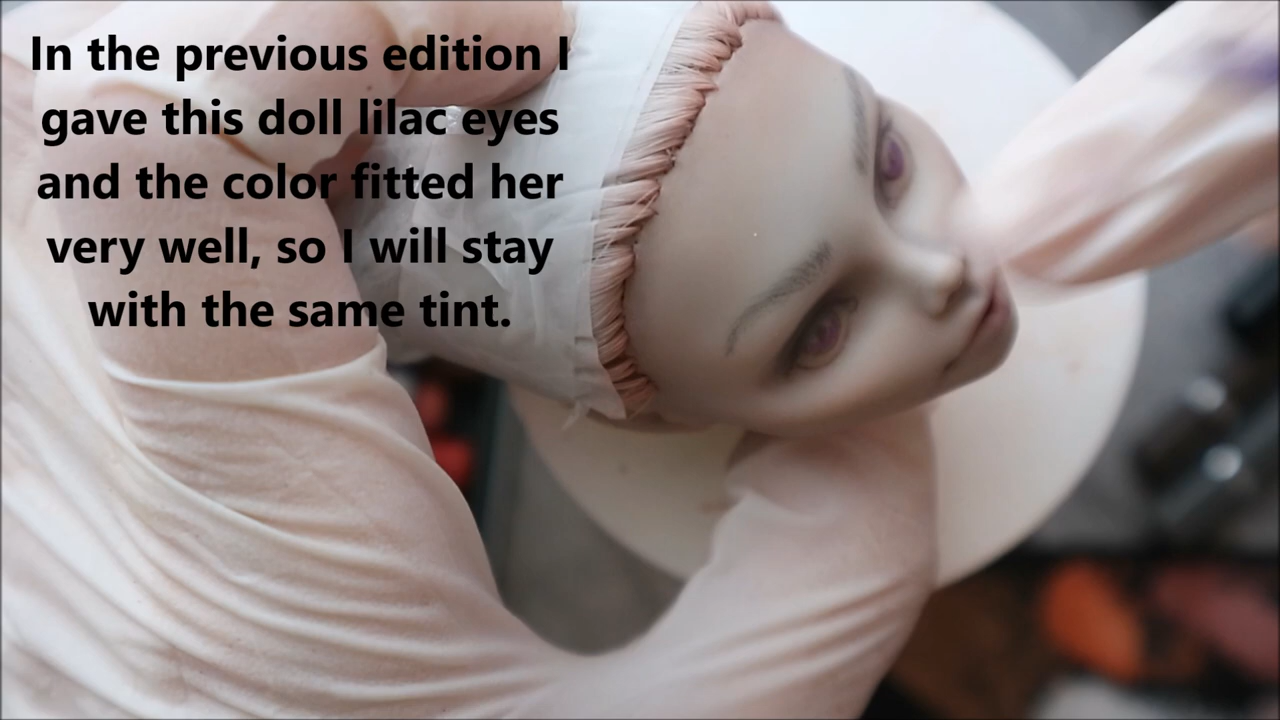 In the previous edition I
gave this doll lilac eyes
and the color fitted her
very well, so I will stay
with the same tint.